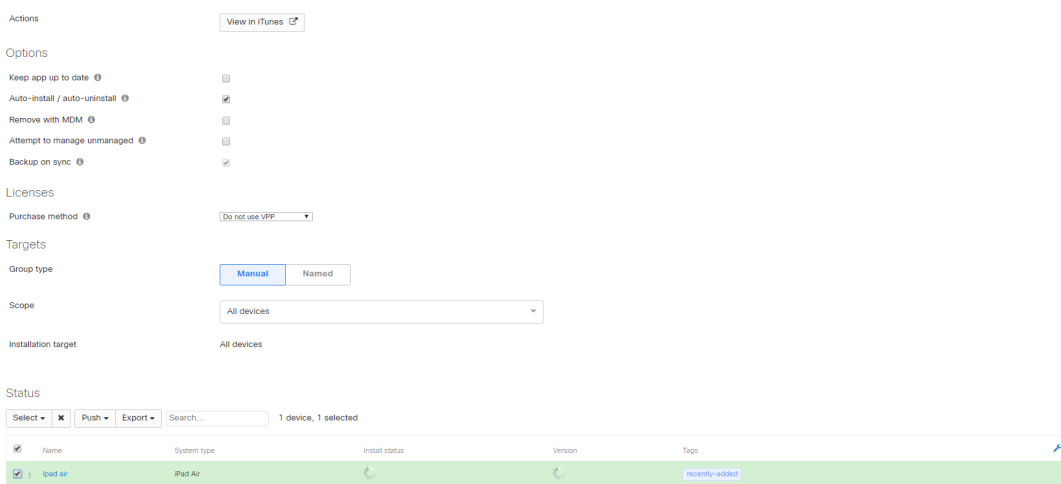 Actions View in iTunes
Options
Keep app up to date
Auto-install / auto-uninstall
Remove with MDM
Attempt to manage unmanaged
Backup on sync
Licenses
Purchase method Do not use VPP
Targets
Group type Manual Named
Scope All devices
Installation target All devices
Status
Select Push Export Search... 1 device, 1 selected
Name System type Install status Version Tags
1 Ipad air iPad Air recently-added